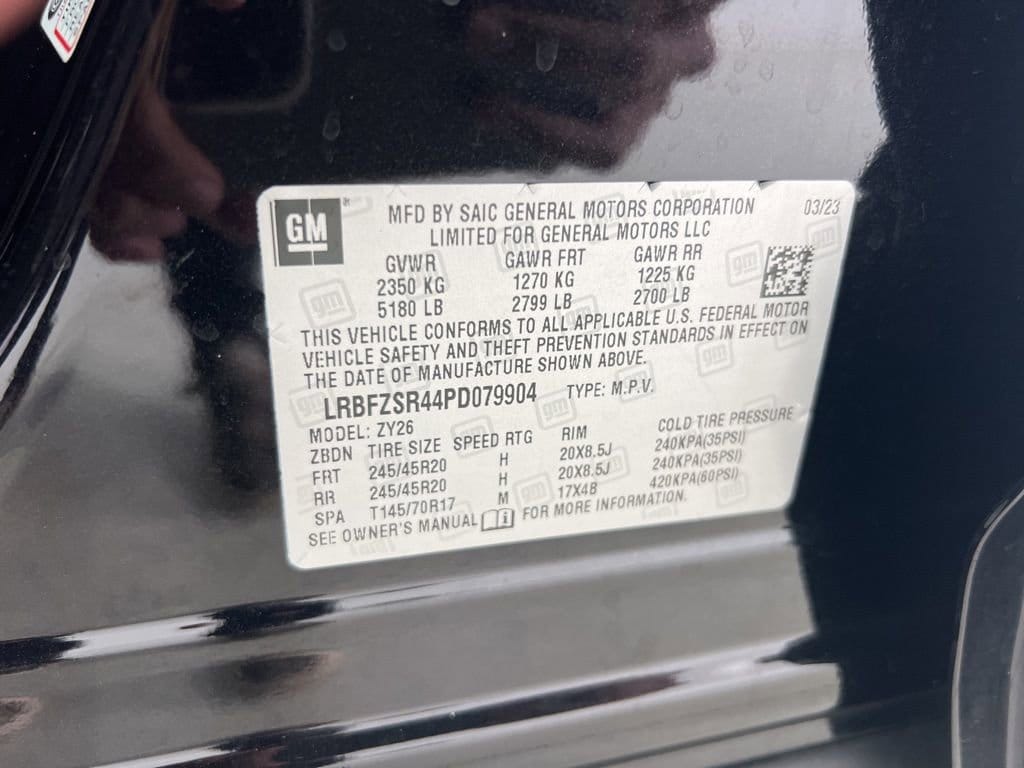 GM
MFD BY SAIC GENERAL MOTORS CORPORATION 03/23
LIMITED FOR GENERAL MOTORS LLC
GVWR GAWR FRT GAWR RR
2350 KG 1270 KG 1225 KG
5180 LB 2799 LB 2700 LB
THIS VEHICLE CONFORMS TO ALL APPLICABLE U.S. FEDERAL MOTOR
VEHICLE SAFETY AND THEFT PREVENTION STANDARDS IN EFFECT ON
THE DATE OF MANUFACTURE SHOWN ABOVE.
LRBFZSR44PD079904 TYPE: M.P.V.
MODEL: ZY26
ZBDN TIRE SIZE SPEED RTG RIM COLD TIRE PRESSURE
FRT 245/45R20 H 20X8.5J 240KPA(35PSI)
RR 245/45R20 H 20X8.5J 240KPA(35PSI)
SPA T145/70R17 M 17X4B 420KPA(60PSI)
SEE OWNER'S MANUAL FOR MORE INFORMATION.